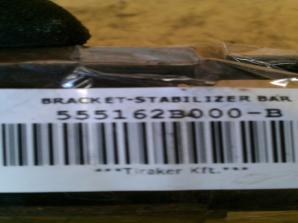 BRACKET-STABILIZER BAR
555162B000-B
***Tiraker Kft.***